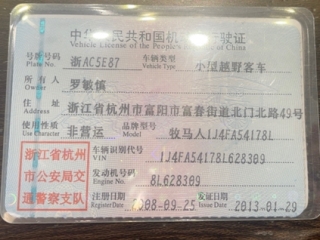 中华人民共和国机动车行驶证
Vehicle License of the People's Republic of China
号牌号码 浙AC5E87 车辆类型 小型越野客车
Plate No. Vehicle Type
所有人 罗敏慎
Owner
住址 浙江省杭州市富阳市富春街道北门北路49号
Address
使用性质 非营运 品牌型号 牧马人1J4FA54178L
Use Character Model
浙江省杭州
市公安局交
通警察支队
车辆识别代号 1J4FA54178L628309
VIN
发动机号码 8L628309
Engine No.
注册日期 2008-09-25 发证日期 2013-01-29
Register Date Issue Date